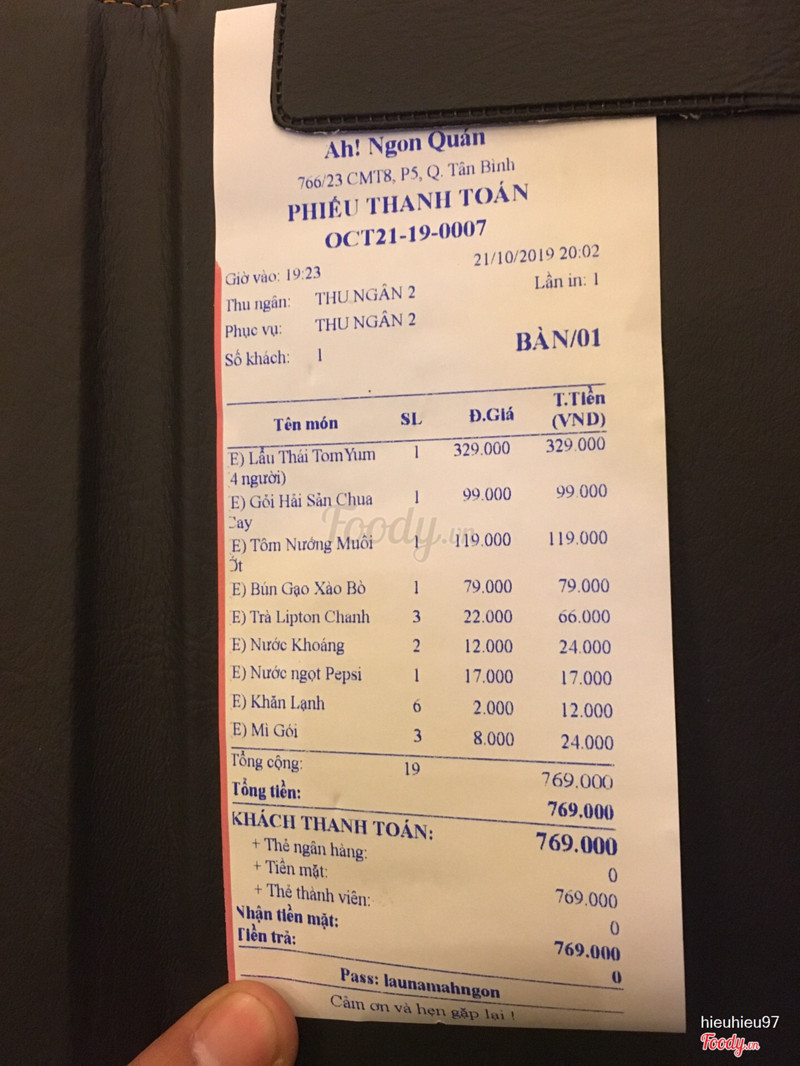 Ah! Ngon Quán
766/23 CMT8, P5, Q. Tân Bình
PHIẾU THANH TOÁN
OCT21-19-0007
21/10/2019 20:02
Giờ vào: 19:23
Lần in: 1
Thu ngân: THU NGÂN 2
Phục vụ: THU NGÂN 2
Số khách: 1
BÀN/01
Tên món SL Đ.Giá T.Tiền
(VND)
E) Lẩu Thái TomYum 1 329.000 329.000
4 người)
E) Gỏi Hải Sản Chua 1 99.000 99.000
Cay
E) Tôm Nướng Muối 1 119.000 119.000
Ớt
E) Bún Gạo Xào Bò 1 79.000 79.000
E) Trà Lipton Chanh 3 22.000 66.000
E) Nước Khoáng 2 12.000 24.000
E) Nước ngọt Pepsi 1 17.000 17.000
E) Khăn Lạnh 6 2.000 12.000
E) Mì Gói 3 8.000 24.000
Tổng cộng: 19 769.000
Tổng tiền: 769.000
KHÁCH THANH TOÁN: 769.000
+ Thẻ ngân hàng: 0
+ Tiền mặt: 769.000
+ Thẻ thành viên: 0
Nhận tiền mặt: 769.000
Tiền trả: 0
Pass: launamahngon
Cảm ơn và hẹn gặp lại !
Foody.vn
hieuhieu97
Foody.vn